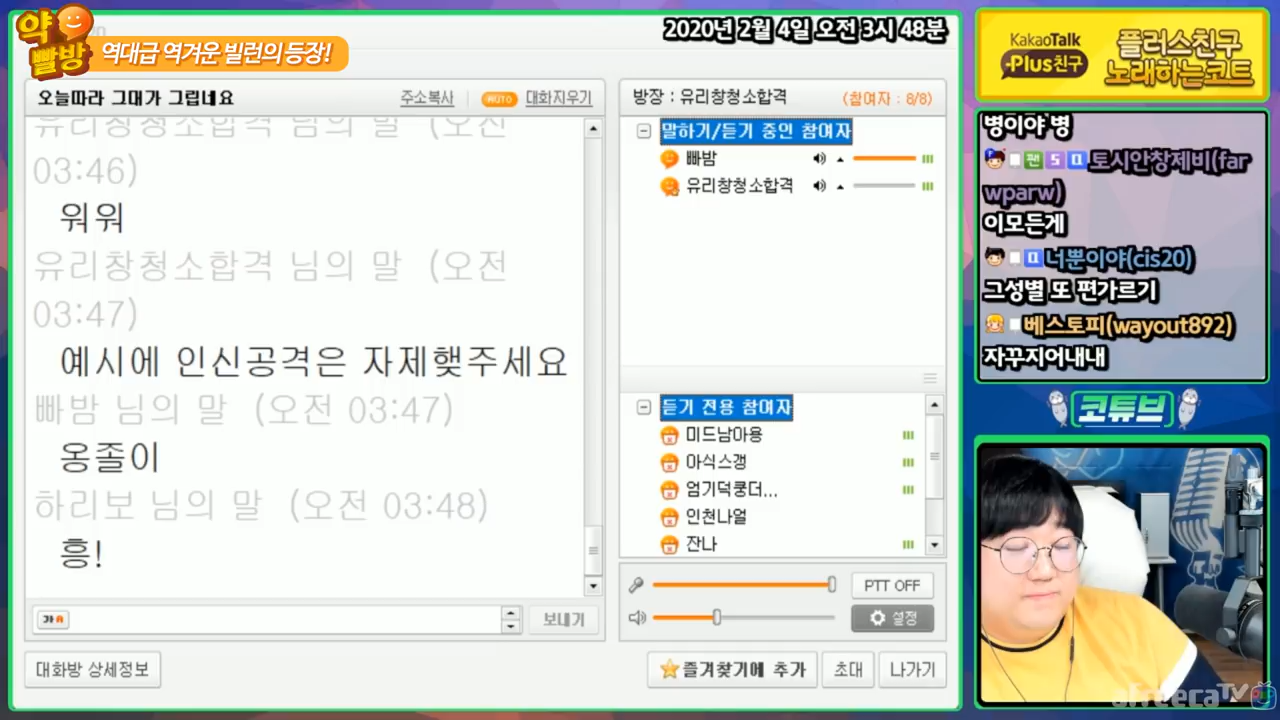 약
빨방
역대급 역겨운 빌런의 등장!
2020년 2월 4일 오전 3시 48분
오늘따라 그대가 그립네요
주소복사
AUTO 대화지우기
유리창청소합격 님의 말 (오전
03:46)
워워
유리창청소합격 님의 말 (오전
03:47)
예시에 인신공격은 자제햊주세요
빠밤 님의 말 (오전 03:47)
옹졸이
하리보 님의 말 (오전 03:48)
흥!
가
보내기
대화방 상세정보
방장 : 유리창청소합격
(참여자 : 8/8)
말하기/듣기 중인 참여자
빠밤
유리창청소합격
듣기 전용 참여자
미드남아용
아식스갱
엄기덕쿵더...
인천나얼
잔나
PTT OFF
설정
즐겨찾기에 추가
초대
나가기
KakaoTalk
Plus친구
플러스친구
노래하는코트
병이야 병
팬 5 토시안창제비(far
wparw)
이모든게
너뿐이야(cis20)
그성별 또 편가르기
베스토피(wayout892)
자꾸지어내내
코튜브
afreecaTV